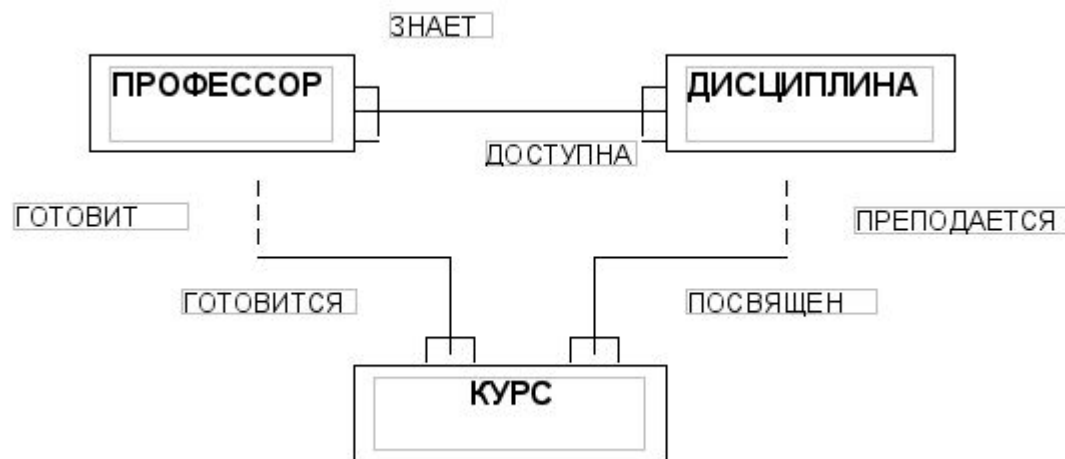 ЗНАЕТ
ПРОФЕССОР
ДИСЦИПЛИНА
ДОСТУПНА
ГОТОВИТ
ПРЕПОДАЕТСЯ
ГОТОВИТСЯ
ПОСВЯЩЕН
КУРС